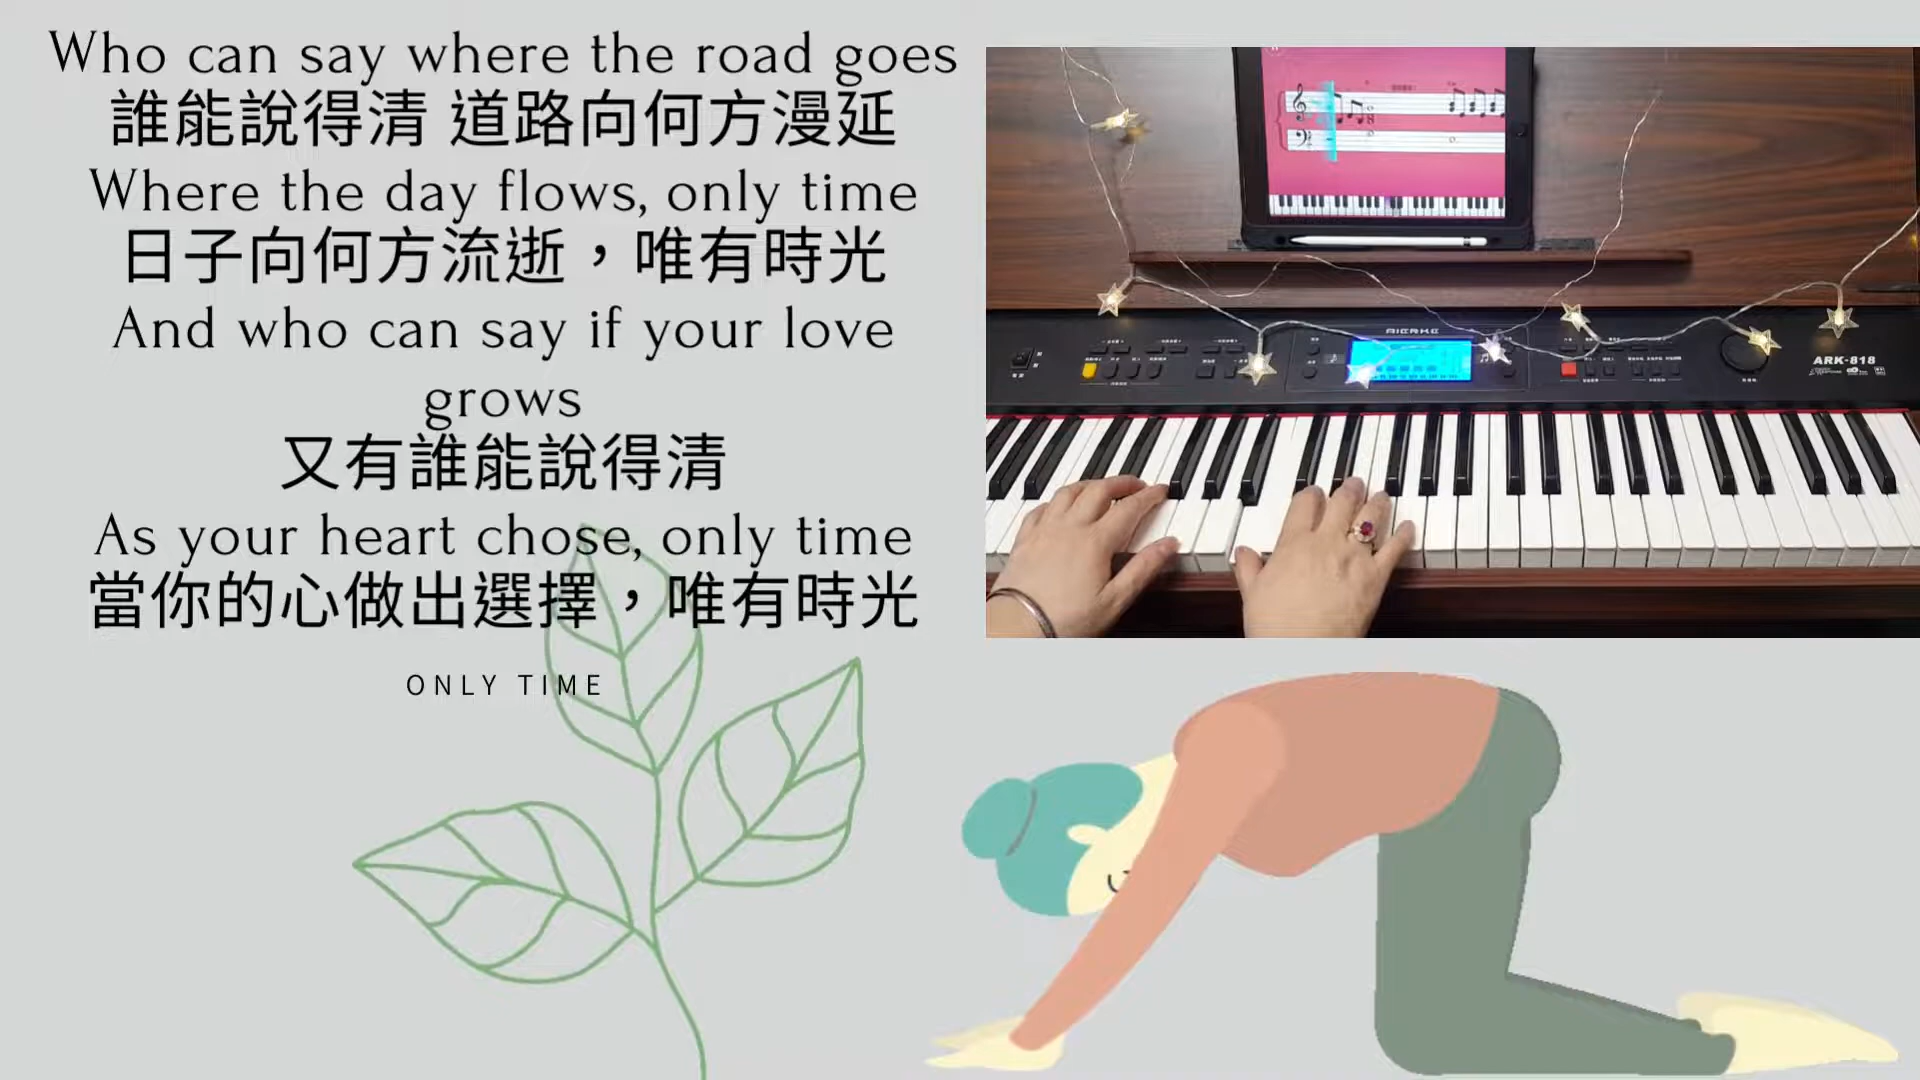 Who can say where the road goes
誰能說得清 道路向何方漫延
Where the day flows, only time
日子向何方流逝，唯有時光
And who can say if your love
grows
又有誰能說得清
As your heart chose, only time
當你的心做出選擇，唯有時光
ONLY TIME
ARK-818